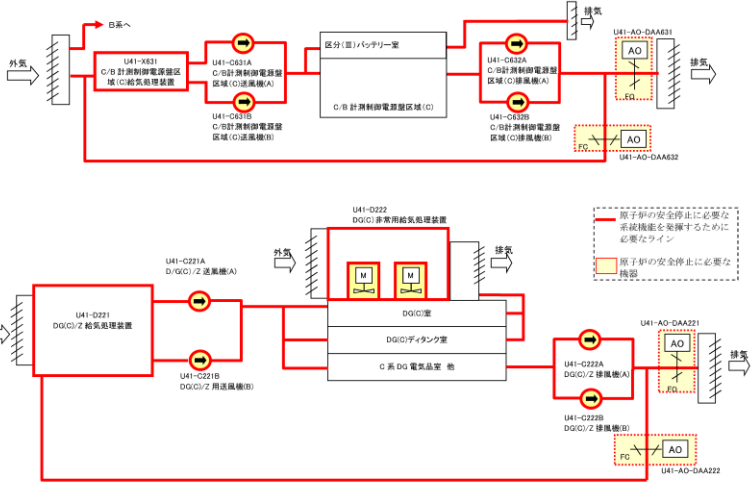 B系へ
排気
外気
U41-X631
C/B 計測制御電源盤区
域(C)給気処理装置
U41-C631A
C/B計測制御電源盤
区域(C)送風機(A)
U41-C631B
C/B計測制御電源盤
区域(C)送風機(B)
区分(Ⅲ)バッテリー室
C/B 計測制御電源盤区域(C)
U41-C632A
C/B計測制御電源盤
区域(C)排風機(A)
U41-C632B
C/B計測制御電源盤
区域(C)排風機(B)
U41-AO-DAA631
AO
FO
排気
FC
AO
U41-AO-DAA632
U41-D222
DG(C)非常用給気処理装置
外気
排気
M
M
原子炉の安全停止に必要な
系統機能を発揮するために
必要なライン
原子炉の安全停止に必要な
機器
U41-C221A
D/G(C)/Z 送風機(A)
U41-D221
DG(C)/Z 給気処理装置
U41-C221B
DG(C)/Z 用送風機(B)
DG(C)室
DG(C)ディタンク室
C 系 DG 電気品室 他
U41-C222A
DG(C)/Z 排風機(A)
U41-C222B
DG(C)/Z 排風機(B)
U41-AO-DAA221
AO
FO
排気
FC
AO
U41-AO-DAA222